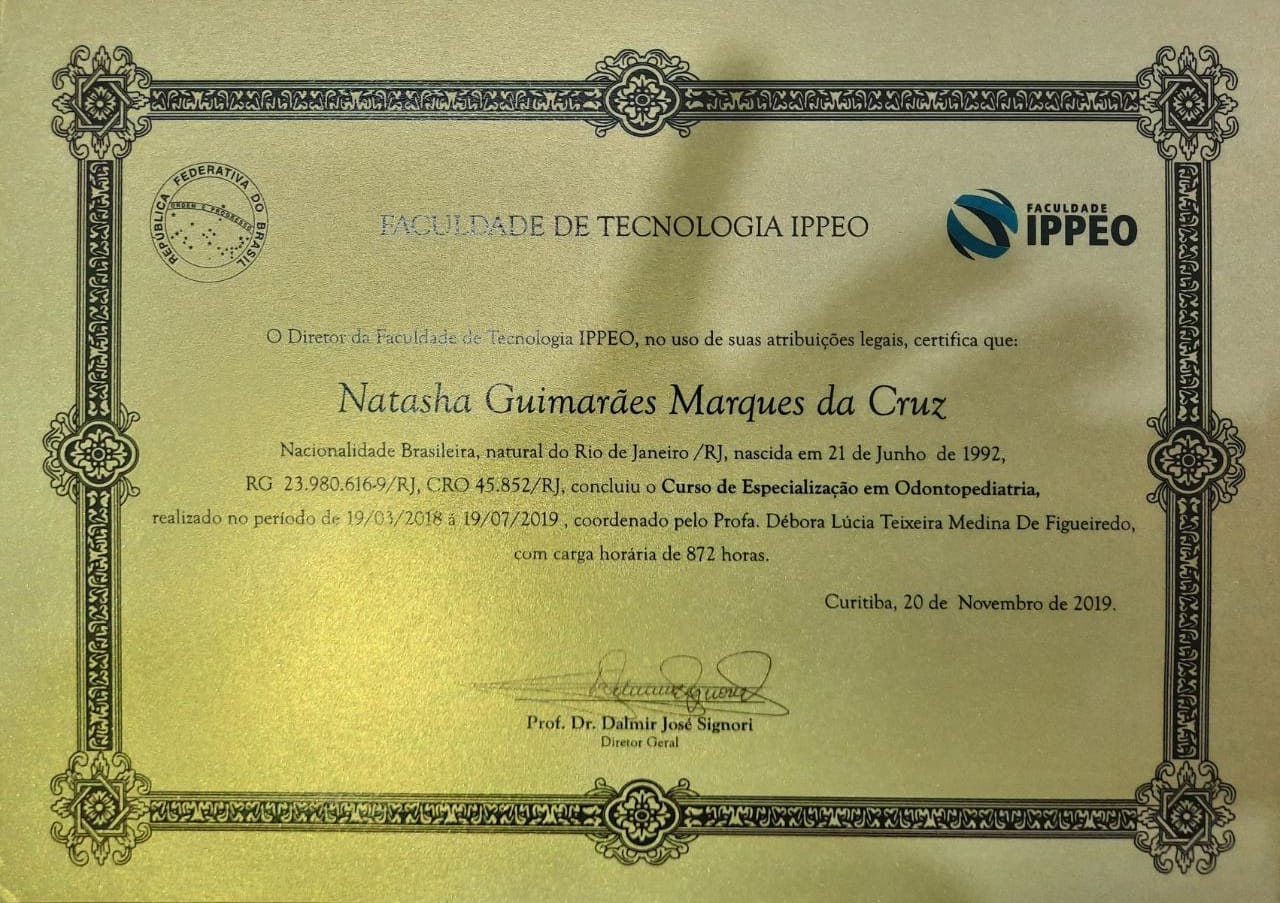 REPÚBLICA FEDERATIVA DO BRASIL
ORDEM E PROGRESSO
FACULDADE DE TECNOLOGIA IPPEO
FACULDADE
IPPEO
O Diretor da Faculdade de Tecnologia IPPEO, no uso de suas atribuições legais, certifica que:
Natasha Guimarães Marques da Cruz
Nacionalidade Brasileira, natural do Rio de Janeiro /RJ, nascida em 21 de Junho de 1992,
RG 23.980.616-9/RJ, CRO 45.852/RJ, concluiu o Curso de Especialização em Odontopediatria,
realizado no período de 19/03/2018 á 19/07/2019 , coordenado pelo Profa. Débora Lúcia Teixeira Medina De Figueiredo,
com carga horária de 872 horas.
Curitiba, 20 de Novembro de 2019.
Prof. Dr. Dalmir José Signori
Diretor Geral